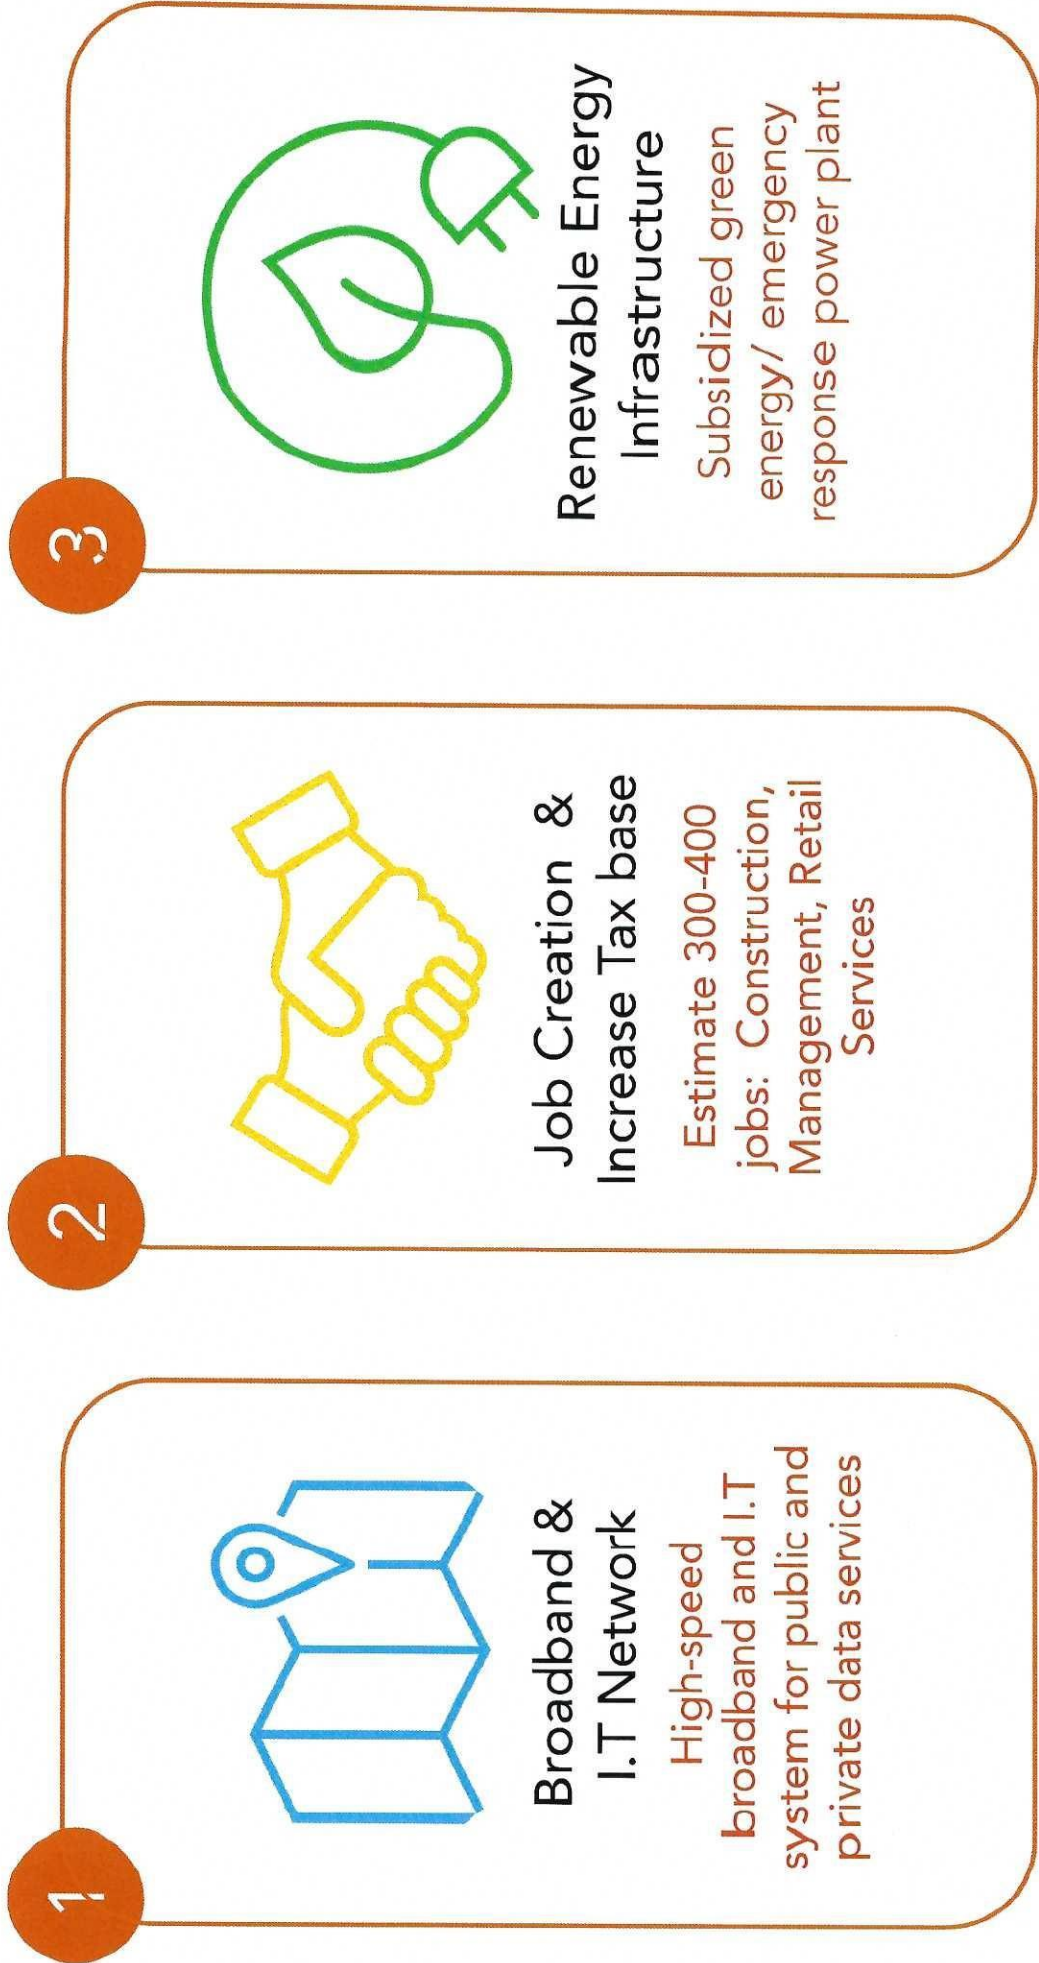 1
Broadband &
I.T Network
High-speed
broadband and I.T
system for public and
private data services
2
Job Creation &
Increase Tax base
Estimate 300-400
jobs: Construction,
Management, Retail
Services
3
Renewable Energy
Infrastructure
Subsidized green
energy/ emergency
response power plant